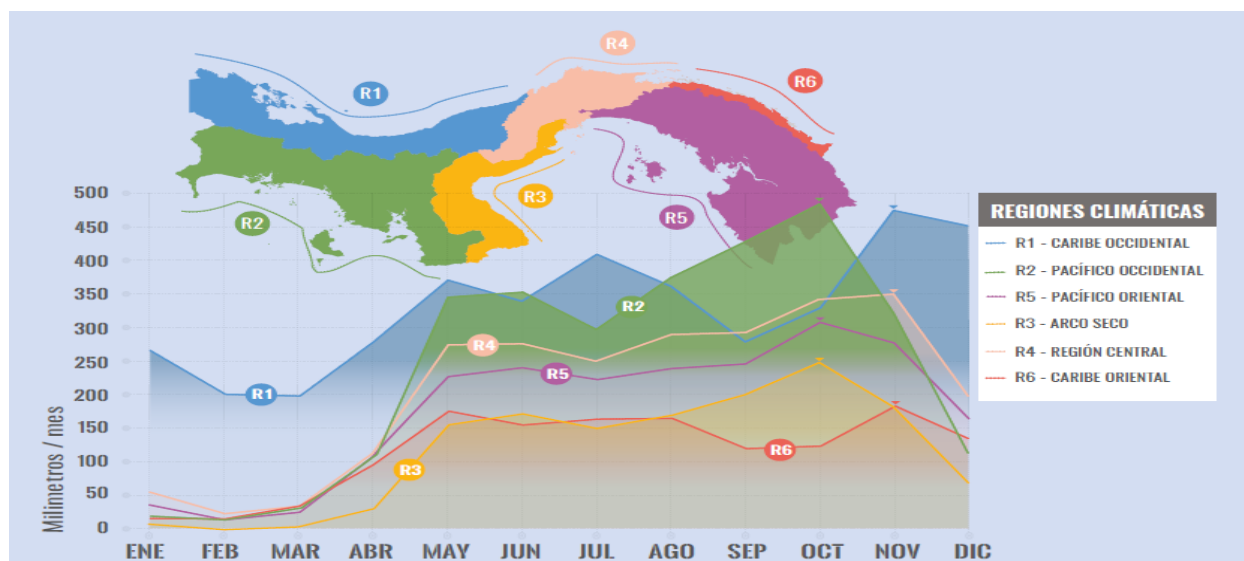 R4
R6
R1
R3
R2
R5
500
450
400
350
300
250
200
150
100
50
0
Milimetros / mes
R2
R4
R5
R1
R3
R6
ENE FEB MAR ABR MAY JUN JUL AGO SEP OCT NOV DIC
REGIONES CLIMÁTICAS
R1 - CARIBE OCCIDENTAL
R2 - PACÍFICO OCCIDENTAL
R5 - PACÍFICO ORIENTAL
R3 - ARCO SECO
R4 - REGIÓN CENTRAL
R6 - CARIBE ORIENTAL